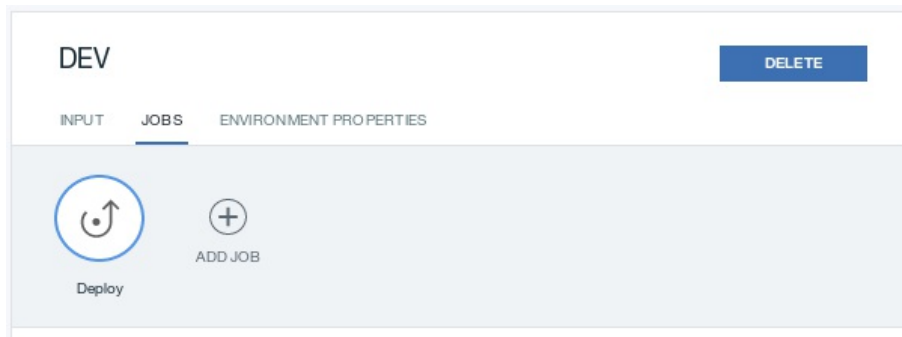 DEV
DELETE
INPUT JOBS ENVIRONMENT PROPERTIES
ADD JOB
Deploy